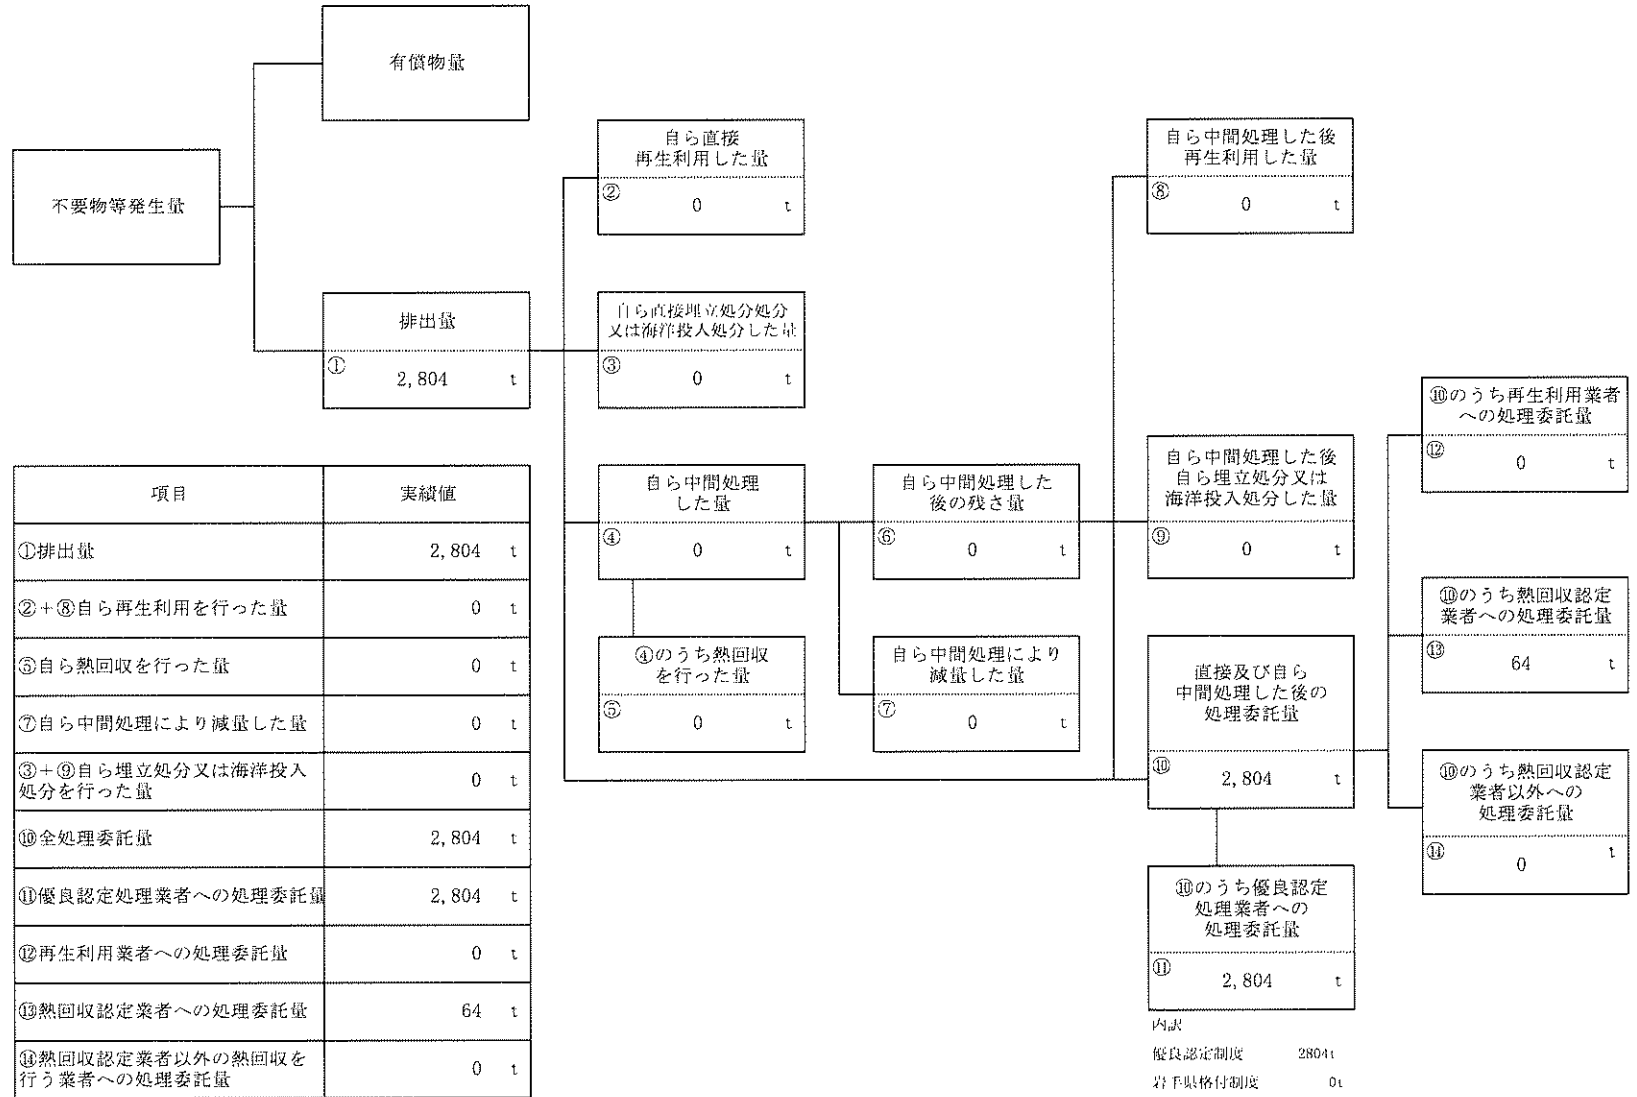 有償物量
不要物等発生量
排出量
①
2,804 t
自ら直接
再生利用した量
②
0 t
自ら直接埋立処分処分
又は海洋投入処分した量
③
0 t
自ら中間処理
した量
④
0 t
④のうち熱回収
を行った量
⑤
0 t
自ら中間処理した
後の残さ量
⑥
0 t
自ら中間処理により
減量した量
⑦
0 t
自ら中間処理した後
再生利用した量
⑧
0 t
自ら中間処理した後
自ら埋立処分又は
海洋投入処分した量
⑨
0 t
直接及び自ら
中間処理した後の
処理委託量
⑩
2,804 t
⑩のうち優良認定
処理業者への
処理委託量
⑪
2,804 t
内訳
優良認定制度 2804t
岩手県格付制度 0t
⑩のうち再生利用業者
への処理委託量
⑫
0 t
⑩のうち熱回収認定
業者への処理委託量
⑬
64 t
⑩のうち熱回収認定
業者以外への
処理委託量
⑭
0 t
項目 実績値
①排出量 2,804 t
②+⑧自ら再生利用を行った量 0 t
⑤自ら熱回収を行った量 0 t
⑦自ら中間処理により減量した量 0 t
③+⑨自ら埋立処分又は海洋投入
処分を行った量 0 t
⑩全処理委託量 2,804 t
⑪優良認定処理業者への処理委託量 2,804 t
⑫再生利用業者への処理委託量 0 t
⑬熱回収認定業者への処理委託量 64 t
⑭熱回収認定業者以外の熱回収を
行う業者への処理委託量 0 t